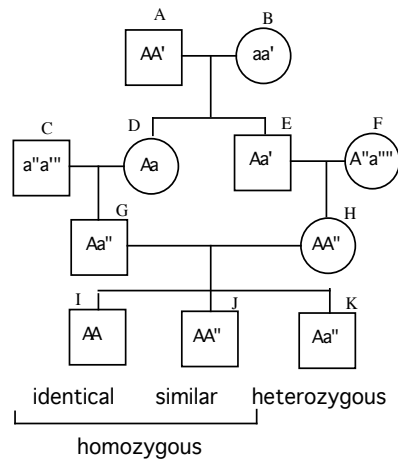 A B
AA' aa'
C D E F
a"a'" Aa Aa' A"a""
G H
Aa" AA"
I J K
AA AA" Aa"
identical similar heterozygous
homozygous